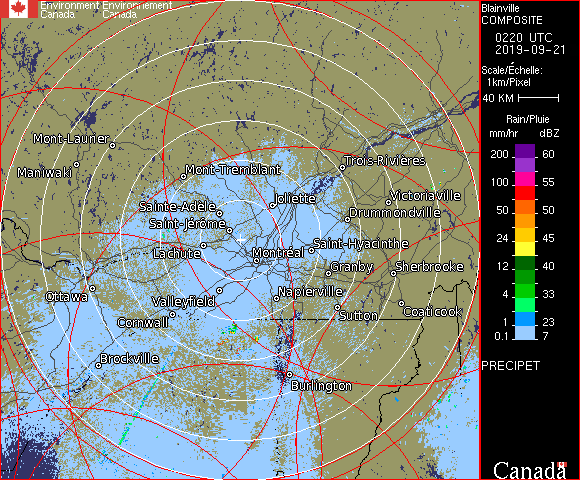 Environment Environnement
Canada Canada
Blainville
COMPOSITE
0220 UTC
2019-09-21
Scale/Échelle:
1km/Pixel
40 KM
Rain/Pluie
mm/hr dBZ
200 60
100 55
50 50
24 45
12 40
4 33
1 23
0.1 7
PRECIPET
Canada
Mont-Laurier
Maniwaki
Mont-Tremblant
Trois-Rivières
Sainte-Adèle
Joliette
Victoriaville
Drummondville
Saint-Jérôme
Lachute
Montréal
Saint-Hyacinthe
Granby
Sherbrooke
Ottawa
Valleyfield
Napierville
Cornwall
Sutton
Coaticook
Brockville
Burlington